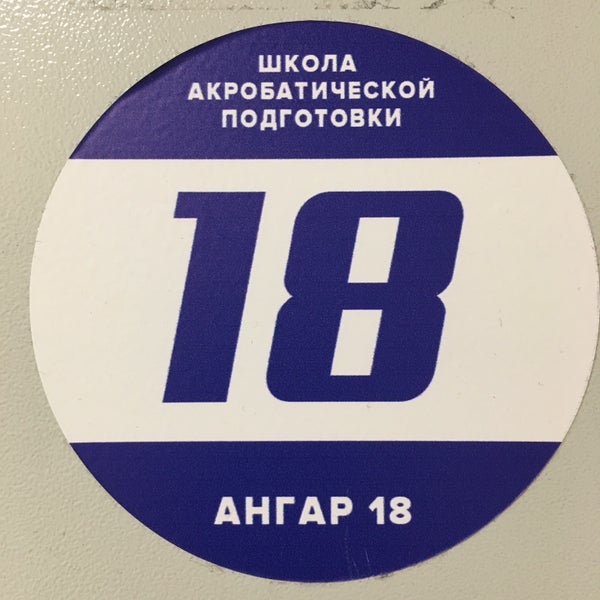 ШКОЛА
АКРОБАТИЧЕСКОЙ
ПОДГОТОВКИ
18
АНГАР 18